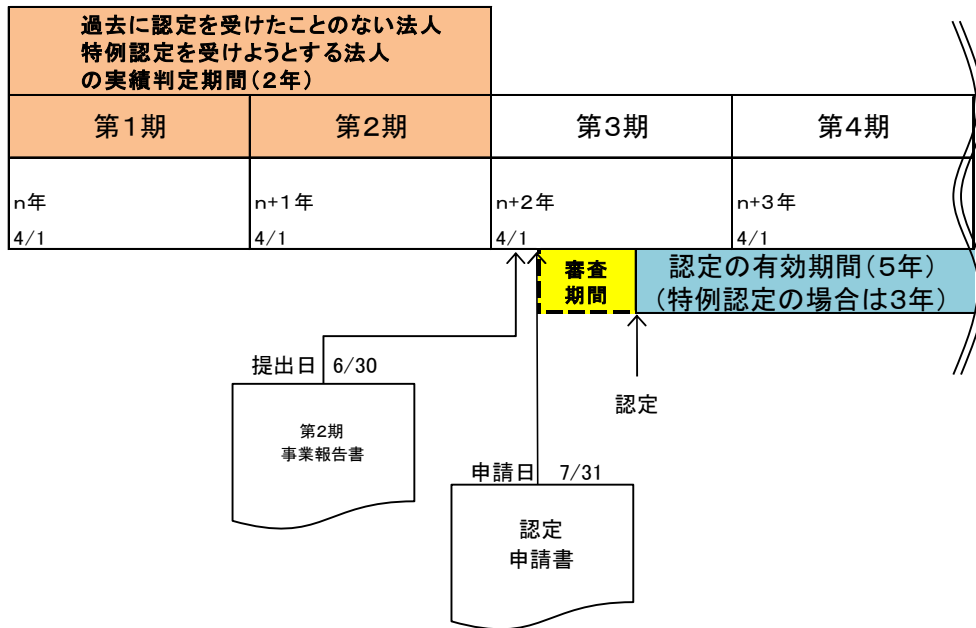 過去に認定を受けたことのない法人
特例認定を受けようとする法人
の実績判定期間(2年)
第1期
第2期
第3期
第4期
n年
n+1年
n+2年
n+3年
4/1
4/1
4/1
4/1
審査
期間
認定の有効期間(5年)
(特例認定の場合は3年)
提出日 6/30
認定
第2期
事業報告書
申請日 7/31
認定
申請書